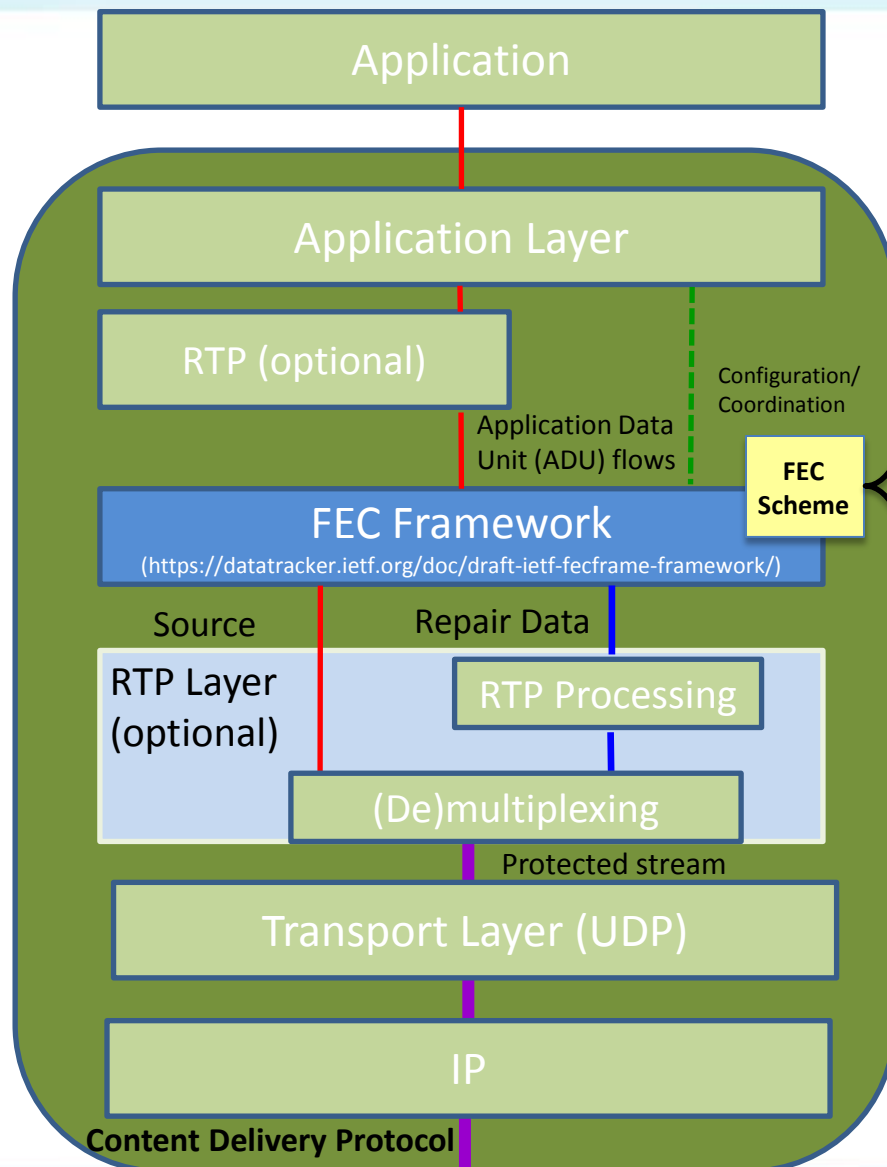 Application
Application Layer
RTP (optional)
Configuration/
Coordination
Application Data
Unit (ADU) flows
FEC
Scheme
FEC Framework
(https://datatracker.ietf.org/doc/draft-ietf-fecframe-framework/)
Source
Repair Data
RTP Layer
(optional)
RTP Processing
(De)multiplexing
Protected stream
Transport Layer (UDP)
IP
Content Delivery Protocol